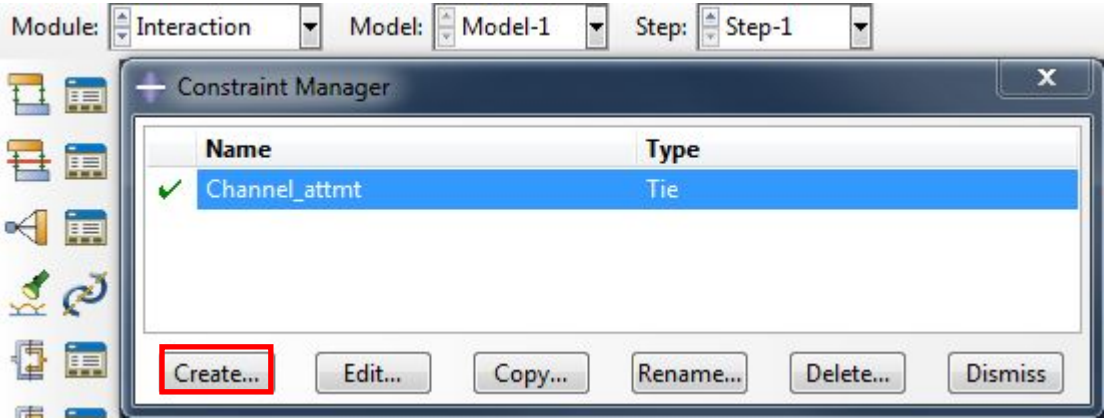 Module: Interaction Model: Model-1 Step: Step-1
Constraint Manager
Name Type
Channel_attmt Tie
Create... Edit... Copy... Rename... Delete... Dismiss